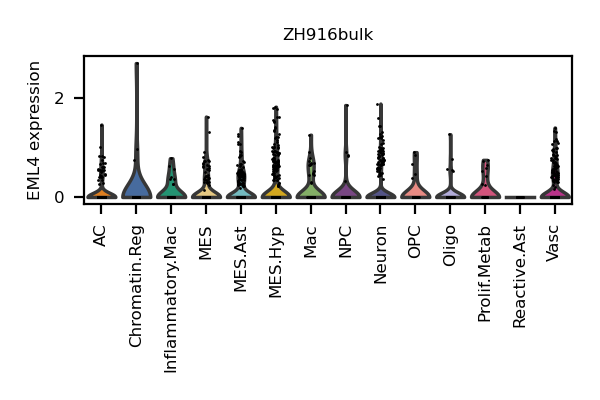 ZH916bulk
EML4 expression
2
0
AC
Chromatin.Reg
Inflammatory.Mac
MES
MES.Ast
MES.Hyp
Mac
NPC
Neuron
OPC
Oligo
Prolif.Metab
Reactive.Ast
Vasc